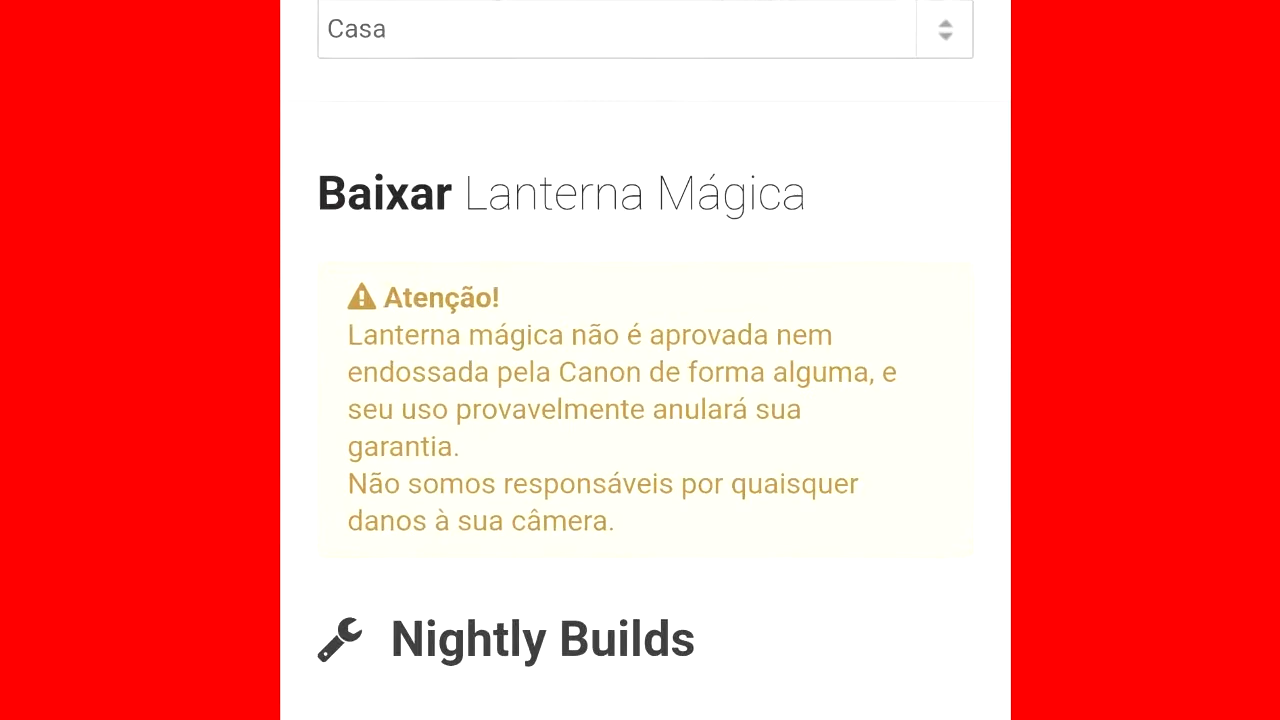 Casa
Baixar Lanterna Mágica
Atenção!
Lanterna mágica não é aprovada nem
endossada pela Canon de forma alguma, e
seu uso provavelmente anulará sua
garantia.
Não somos responsáveis por quaisquer
danos à sua câmera.
Nightly Builds